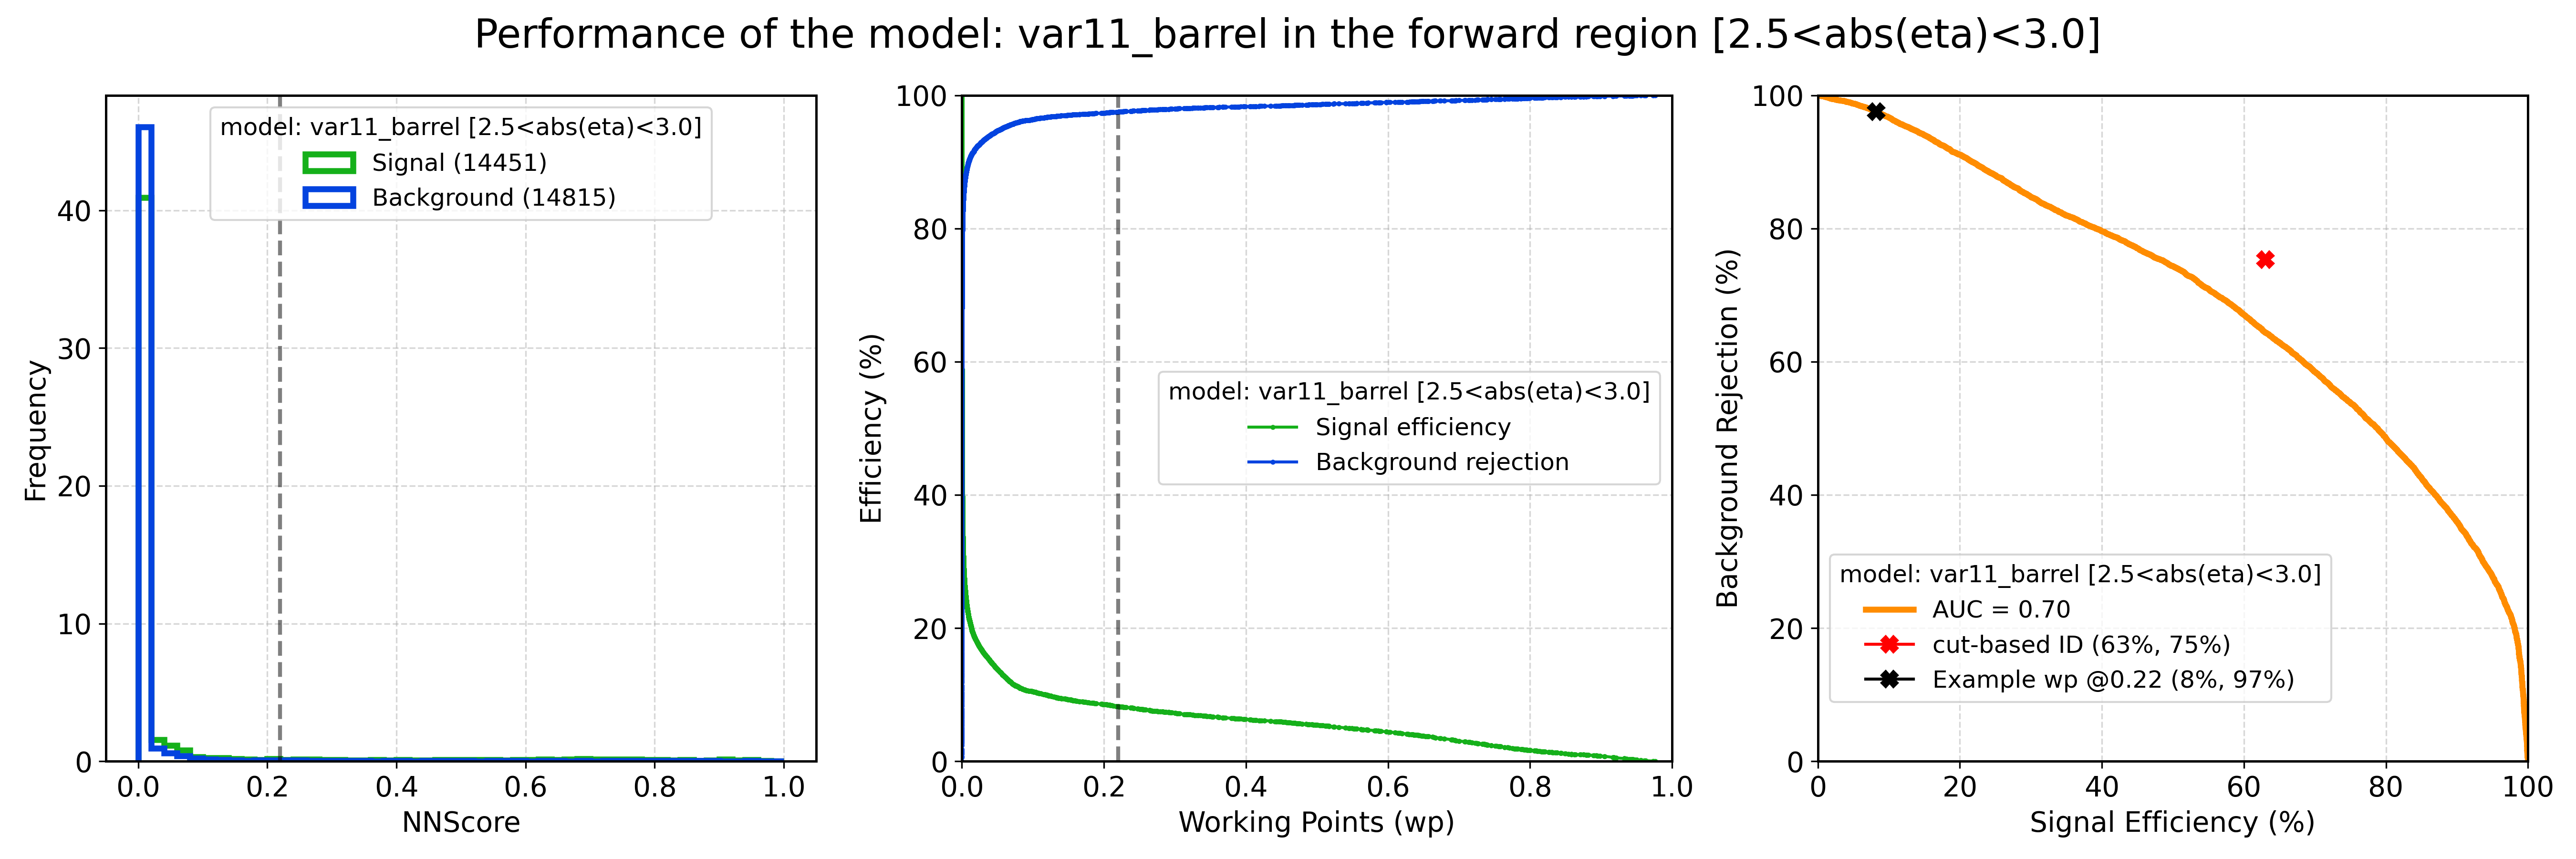 Performance of the model: var11_barrel in the forward region [2.5<abs(eta)<3.0]
Frequency
0
10
20
30
40
model: var11_barrel [2.5<abs(eta)<3.0]
Signal (14451)
Background (14815)
0.0 0.2 0.4 0.6 0.8 1.0
NNScore
Efficiency (%)
100
80
60
40
20
0
model: var11_barrel [2.5<abs(eta)<3.0]
Signal efficiency
Background rejection
0.0 0.2 0.4 0.6 0.8 1.0
Working Points (wp)
Background Rejection (%)
100
80
60
40
20
0
model: var11_barrel [2.5<abs(eta)<3.0]
AUC = 0.70
cut-based ID (63%, 75%)
Example wp @0.22 (8%, 97%)
0 20 40 60 80 100
Signal Efficiency (%)